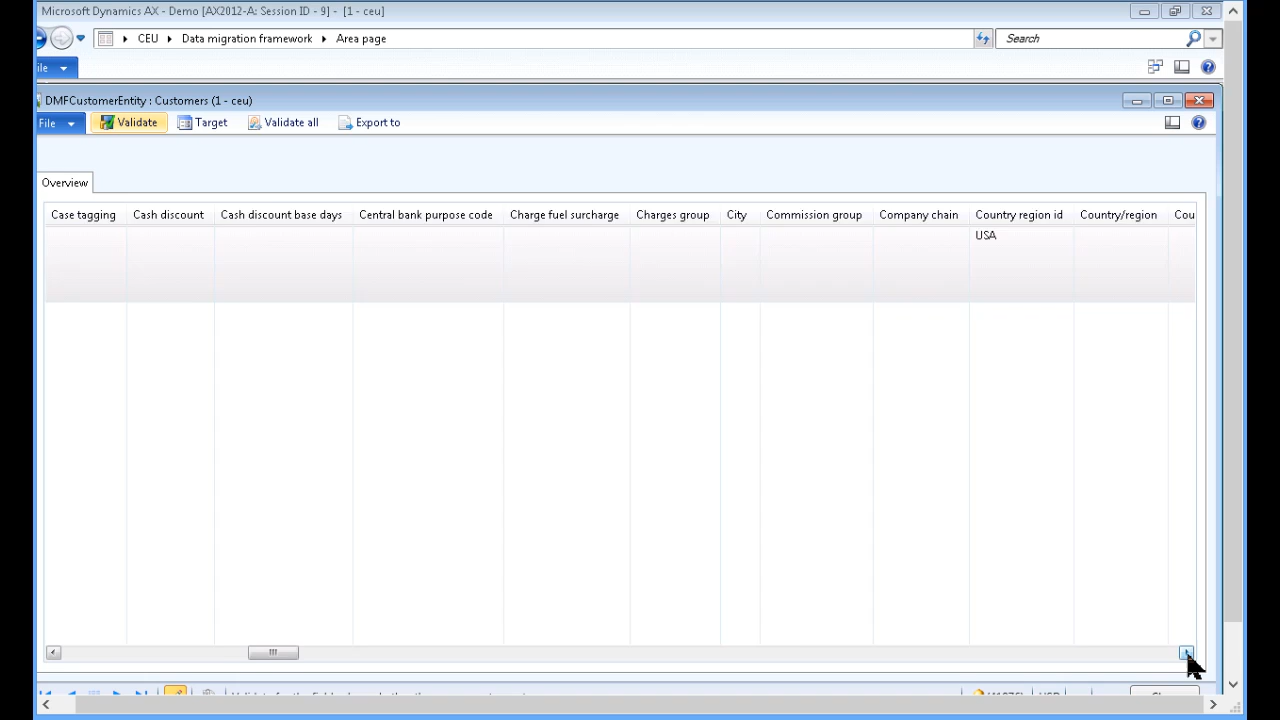 Microsoft Dynamics AX - Demo [AX2012-A: Session ID - 9] - [1 - ceu]
CEU Data migration framework Area page Search
ile
DMFCustomerEntity : Customers (1 - ceu)
File Validate Target Validate all Export to
Overview
Case tagging Cash discount Cash discount base days Central bank purpose code Charge fuel surcharge Charges group City Commission group Company chain Country region id Country/region Cou
USA